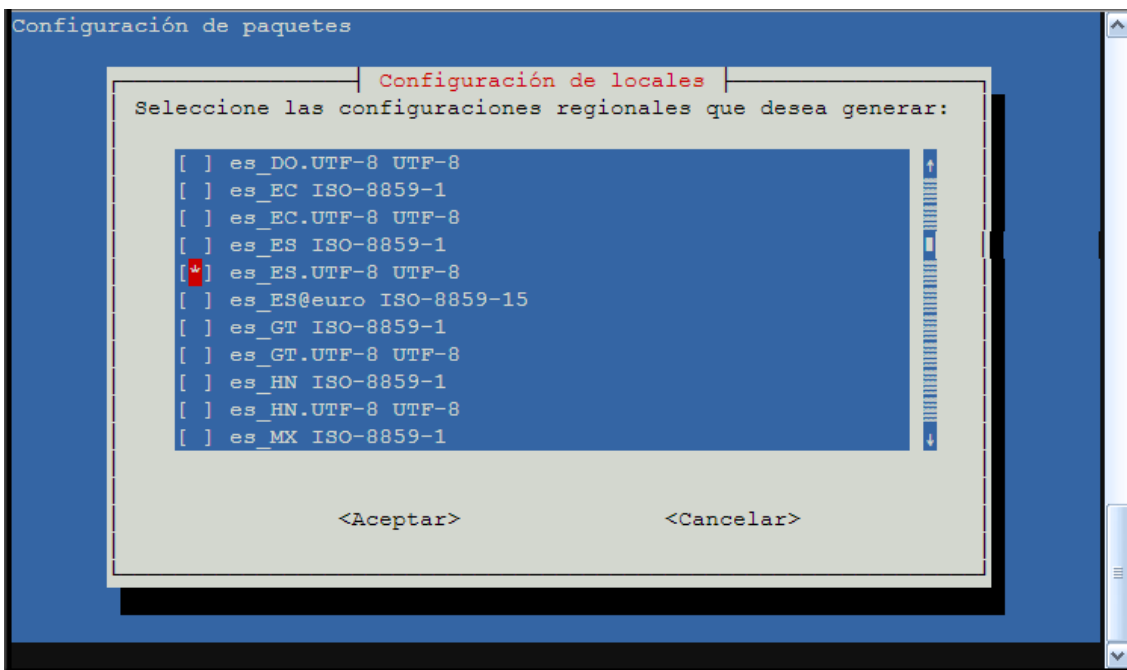 Configuración de paquetes
Configuración de locales
Seleccione las configuraciones regionales que desea generar:
[ ] es_DO.UTF-8 UTF-8
[ ] es_EC ISO-8859-1
[ ] es_EC.UTF-8 UTF-8
[ ] es_ES ISO-8859-1
[*] es_ES.UTF-8 UTF-8
[ ] es_ES@euro ISO-8859-15
[ ] es_GT ISO-8859-1
[ ] es_GT.UTF-8 UTF-8
[ ] es_HN ISO-8859-1
[ ] es_HN.UTF-8 UTF-8
[ ] es_MX ISO-8859-1
<Aceptar> <Cancelar>